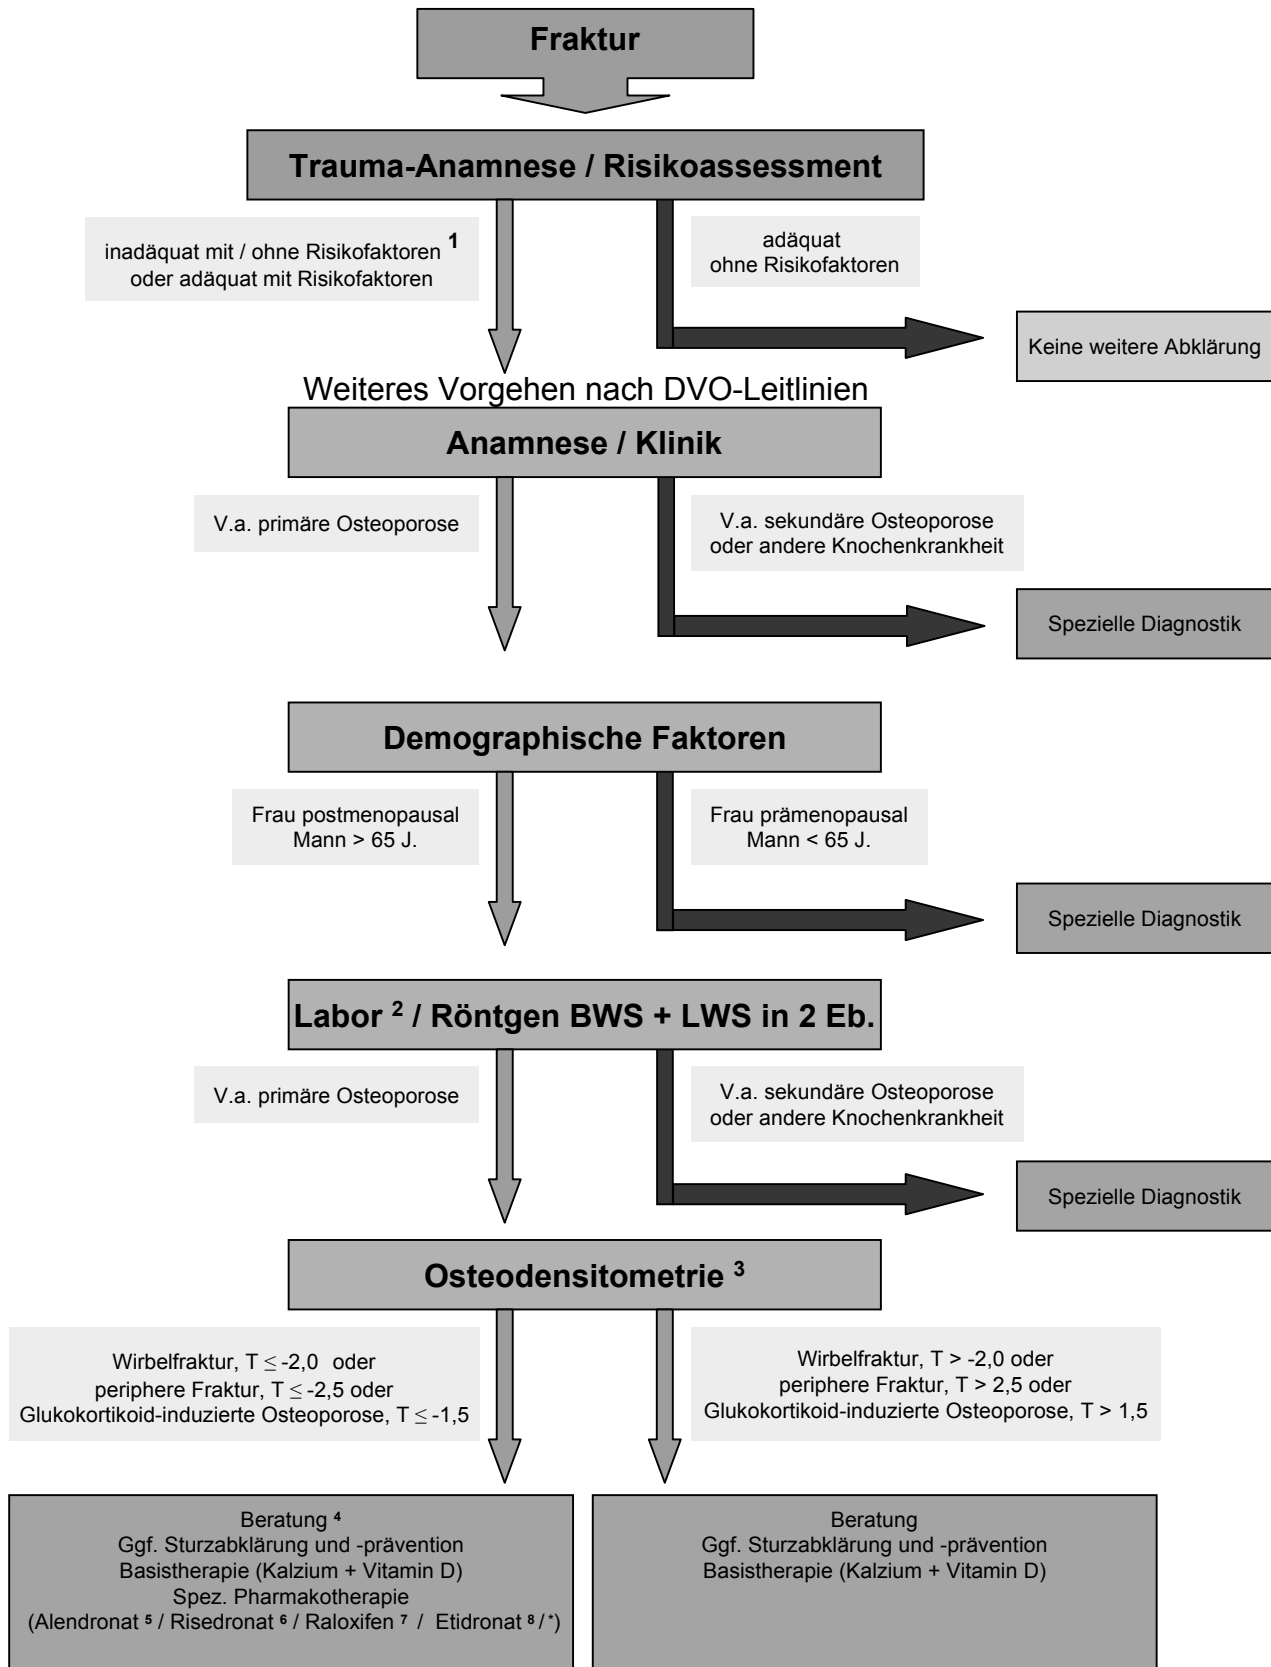 Fraktur
Trauma-Anamnese / Risikoassessment
inadäquat mit / ohne Risikofaktoren 1
oder adäquat mit Risikofaktoren
adäquat
ohne Risikofaktoren
Keine weitere Abklärung
Weiteres Vorgehen nach DVO-Leitlinien
Anamnese / Klinik
V.a. primäre Osteoporose
V.a. sekundäre Osteoporose
oder andere Knochenkrankheit
Spezielle Diagnostik
Demographische Faktoren
Frau postmenopausal
Mann > 65 J.
Frau prämenopausal
Mann < 65 J.
Spezielle Diagnostik
Labor 2 / Röntgen BWS + LWS in 2 Eb.
V.a. primäre Osteoporose
V.a. sekundäre Osteoporose
oder andere Knochenkrankheit
Spezielle Diagnostik
Osteodensitometrie 3
Wirbelfraktur, T ≤ -2,0 oder
periphere Fraktur, T ≤ -2,5 oder
Glukokortikoid-induzierte Osteoporose, T ≤ -1,5
Wirbelfraktur, T > -2,0 oder
periphere Fraktur, T > 2,5 oder
Glukokortikoid-induzierte Osteoporose, T > 1,5
Beratung 4
Ggf. Sturzabklärung und -prävention
Basistherapie (Kalzium + Vitamin D)
Spez. Pharmakotherapie
(Alendronat 5 / Risedronat 6 / Raloxifen 7 / Etidronat 8 / *)
Beratung
Ggf. Sturzabklärung und -prävention
Basistherapie (Kalzium + Vitamin D)